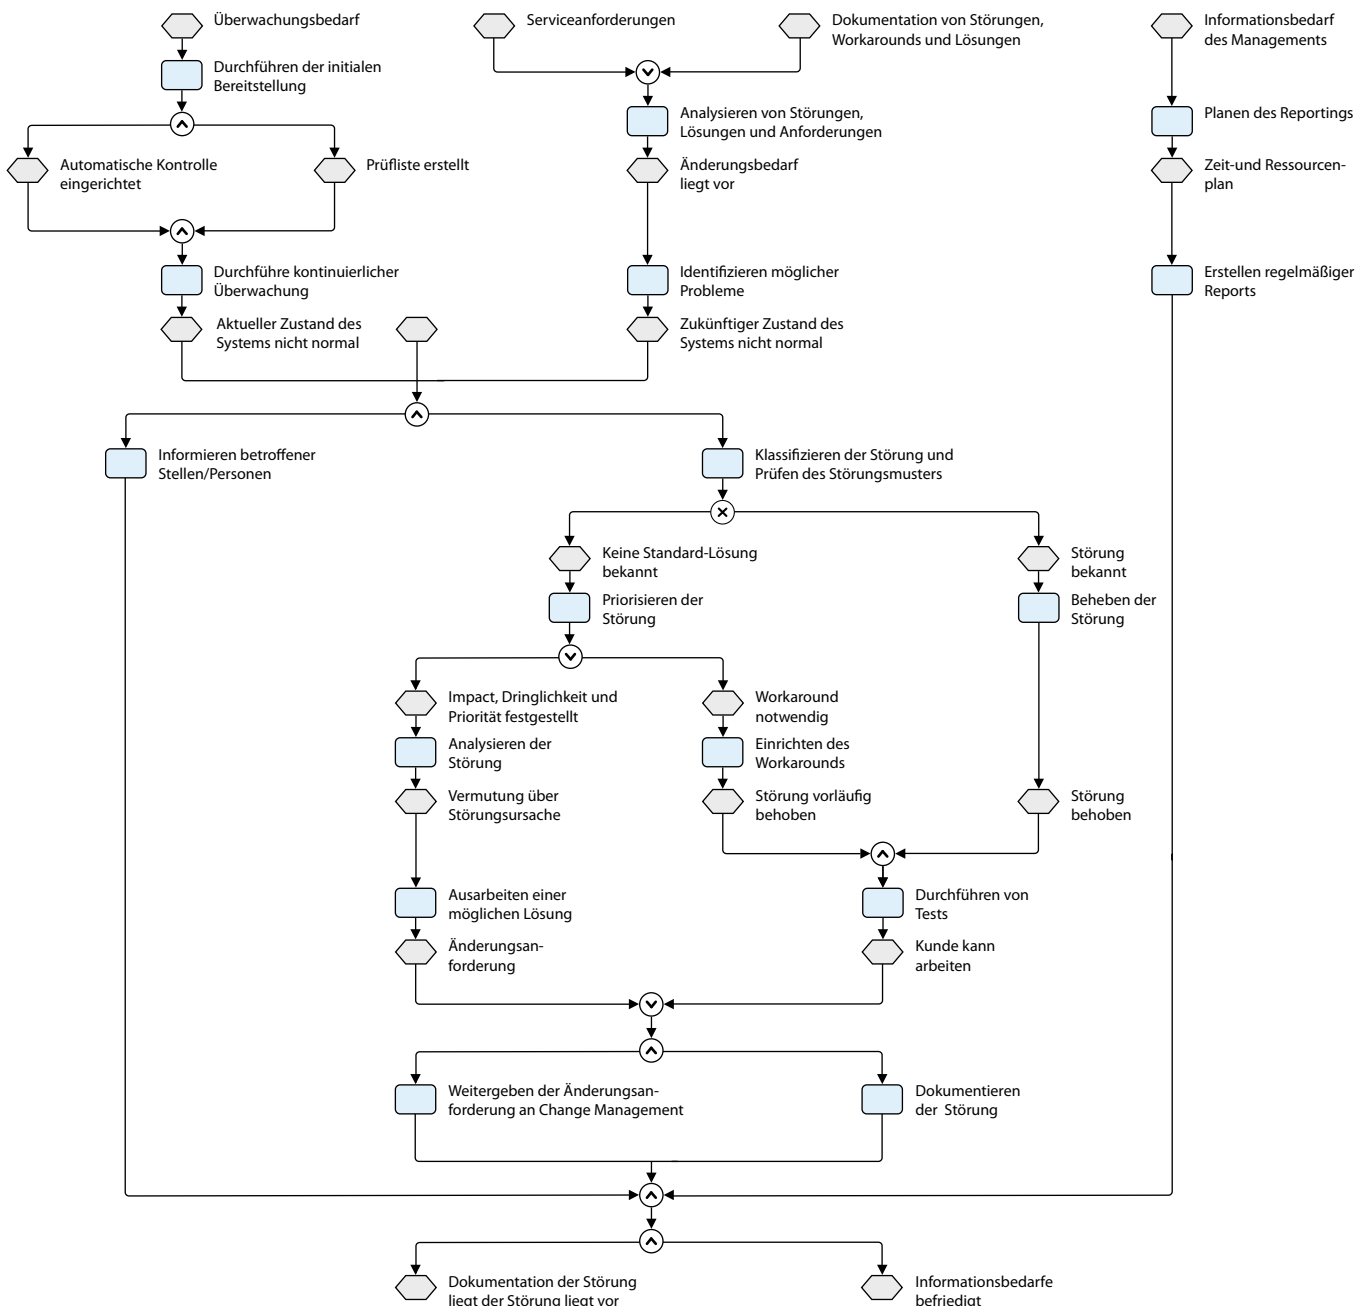 Überwachungsbedarf
Serviceanforderungen
Dokumentation von Störungen,
Workarounds und Lösungen
Informationsbedarf
des Managements
Durchführen der initialen
Bereitstellung
Analysieren von Störungen,
Lösungen und Anforderungen
Planen des Reportings
Automatische Kontrolle
eingerichtet
Prüfliste erstellt
Änderungsbedarf
liegt vor
Zeit-und Ressourcen-
plan
Durchführe kontinuierlicher
Überwachung
Identifizieren möglicher
Probleme
Erstellen regelmäßiger
Reports
Aktueller Zustand des
Systems nicht normal
Zukünftiger Zustand des
Systems nicht normal
Informieren betroffener
Stellen/Personen
Klassifizieren der Störung und
Prüfen des Störungsmusters
Keine Standard-Lösung
bekannt
Störung
bekannt
Priorisieren der
Störung
Beheben der
Störung
Impact, Dringlichkeit und
Priorität festgestellt
Workaround
notwendig
Analysieren der
Störung
Einrichten des
Workarounds
Vermutung über
Störungsursache
Störung vorläufig
behoben
Störung
behoben
Ausarbeiten einer
möglichen Lösung
Durchführen von
Tests
Änderungsan-
forderung
Kunde kann
arbeiten
Weitergeben der Änderungsan-
forderung an Change Management
Dokumentieren
der Störung
Dokumentation der Störung
liegt der Störung liegt vor
Informationsbedarfe
befriedigt